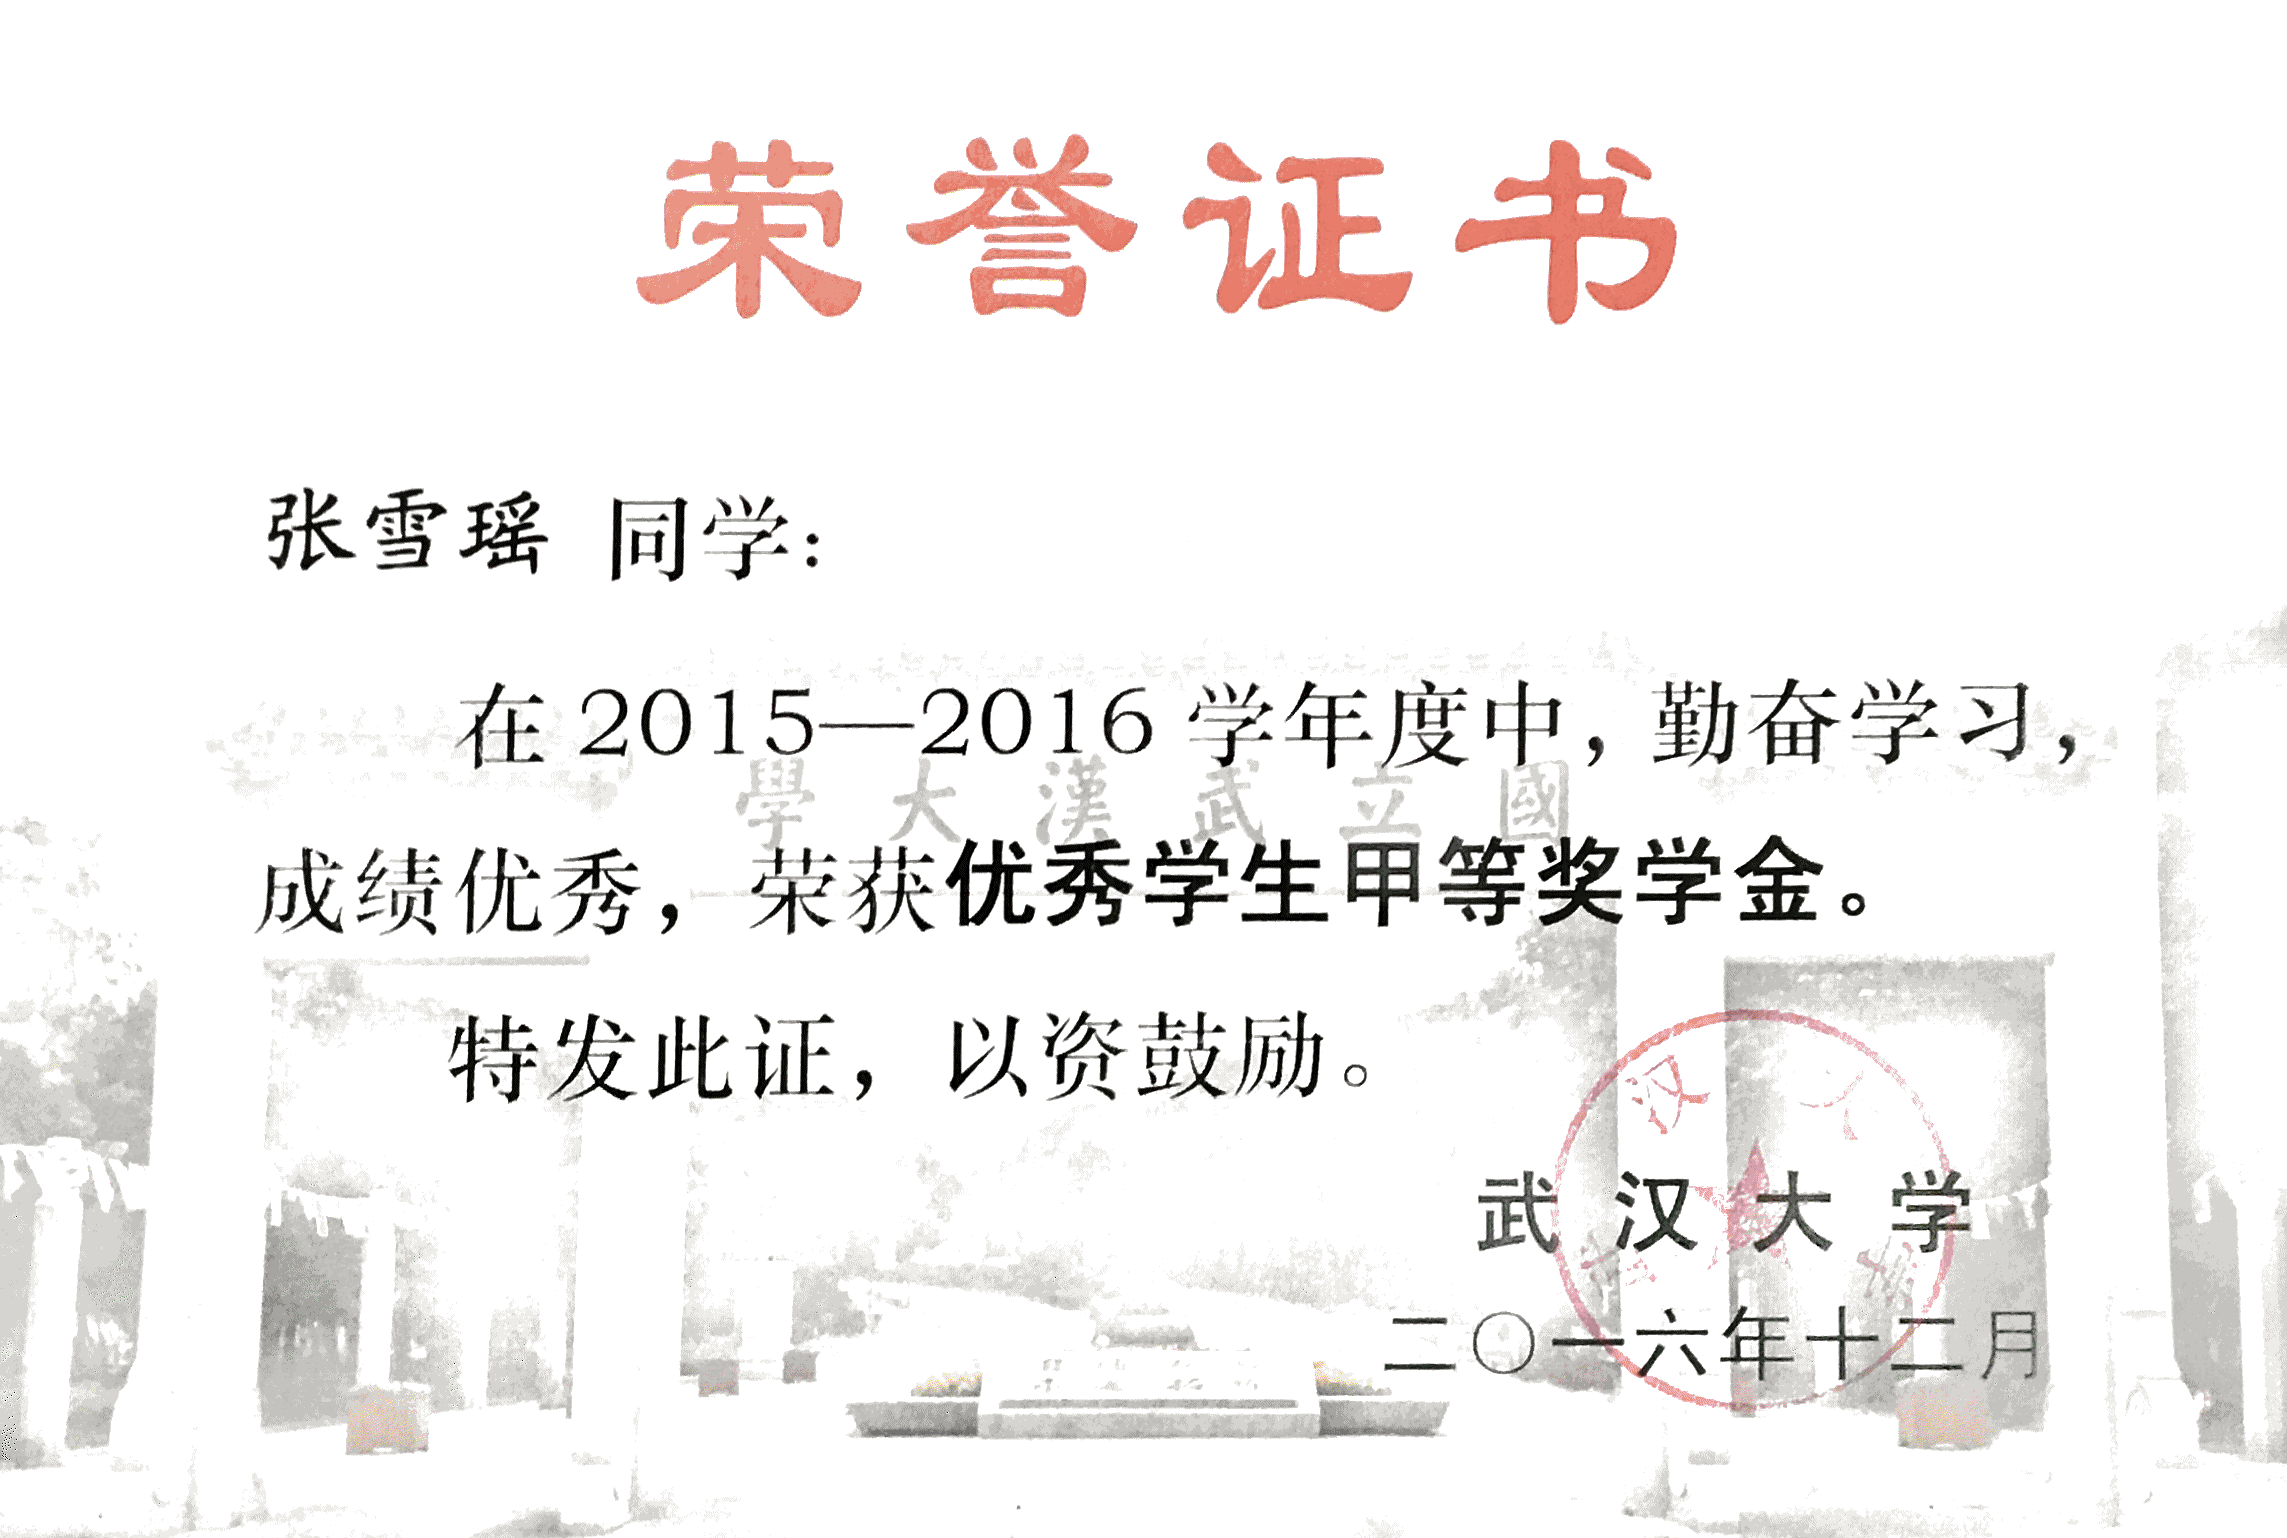 荣誉证书
张雪瑶 同学:
在 2015—2016 学年度中,勤奋学习,
學大漢武立國
成绩优秀,荣获优秀学生甲等奖学金。
特发此证,以资鼓励。
武汉大学
二〇一六年十二月